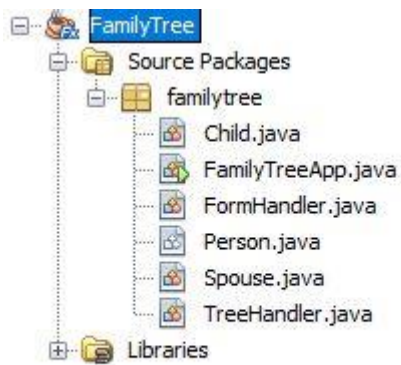 FamilyTree
Source Packages
familytree
Child.java
FamilyTreeApp.java
FormHandler.java
Person.java
Spouse.java
TreeHandler.java
Libraries